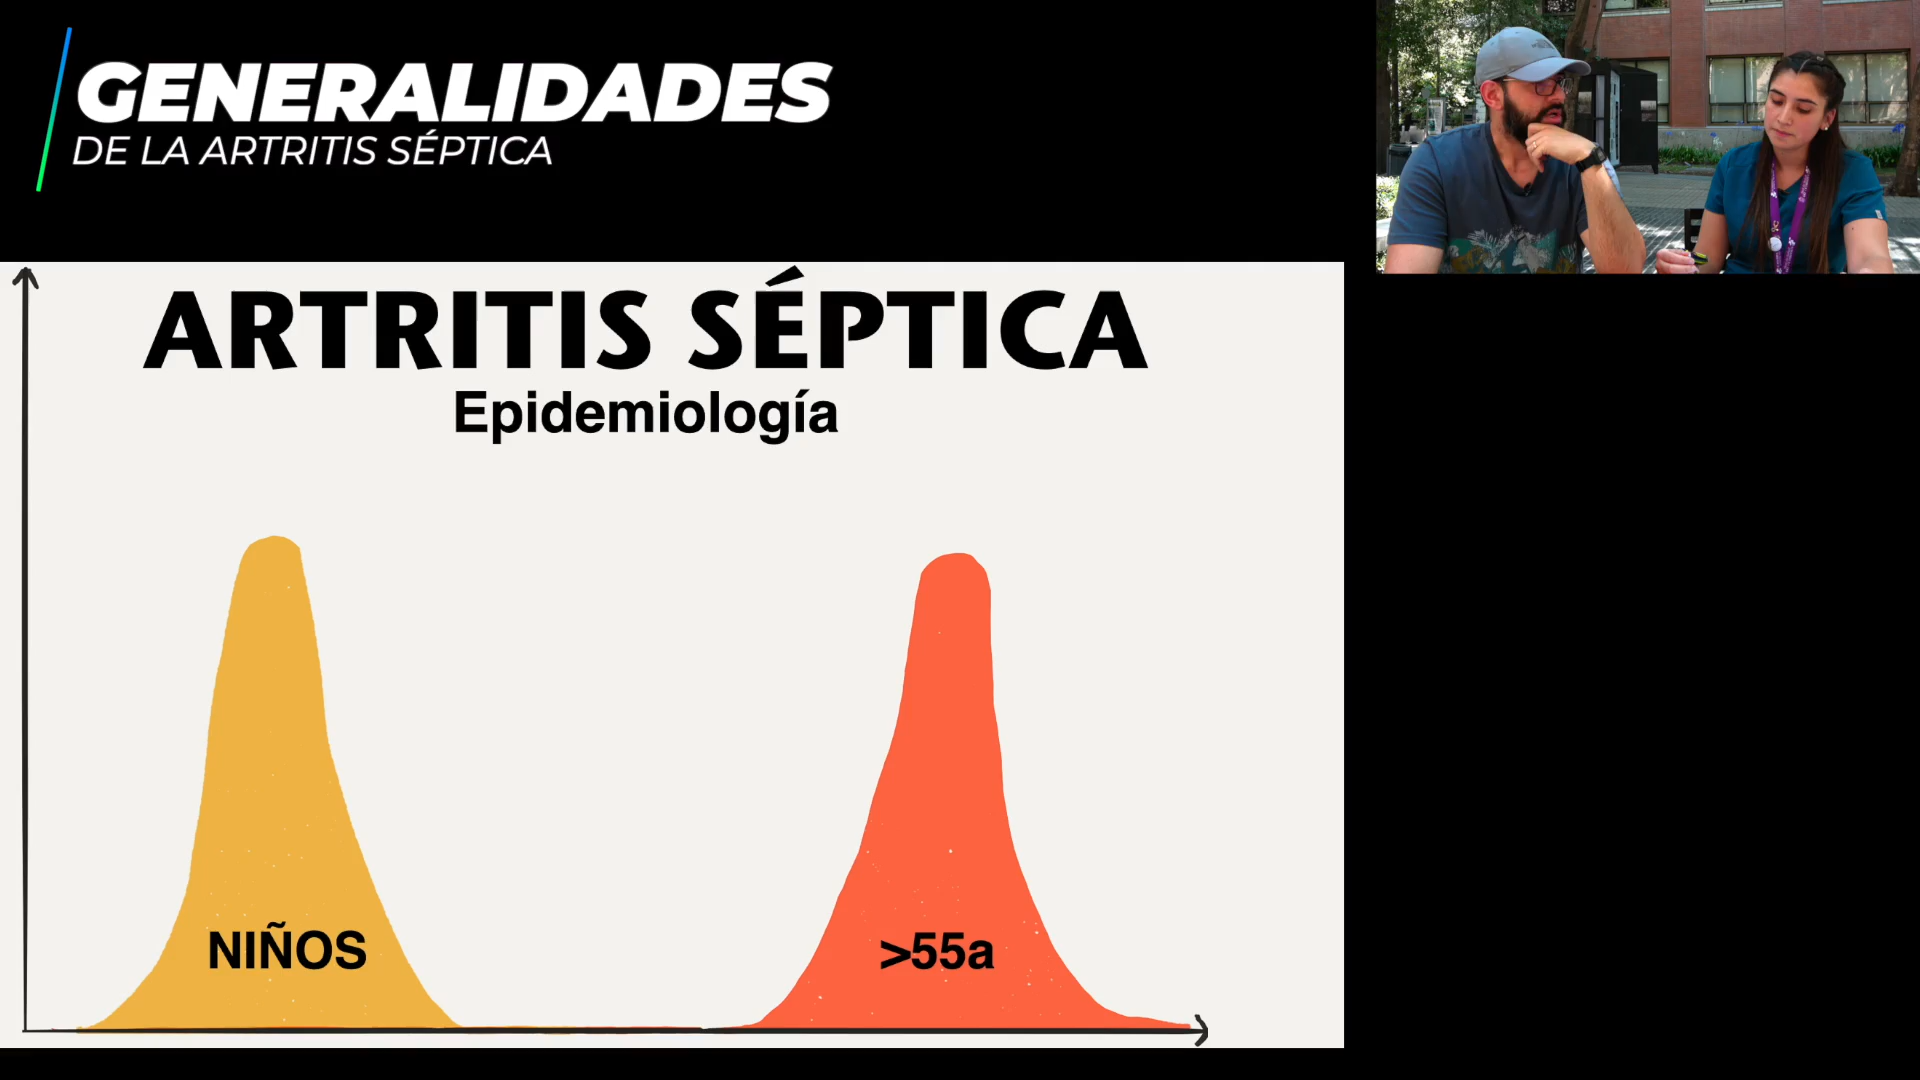 GENERALIDADES
DE LA ARTRITIS SÉPTICA
ARTRITIS SÉPTICA
Epidemiología
NIÑOS
>55a